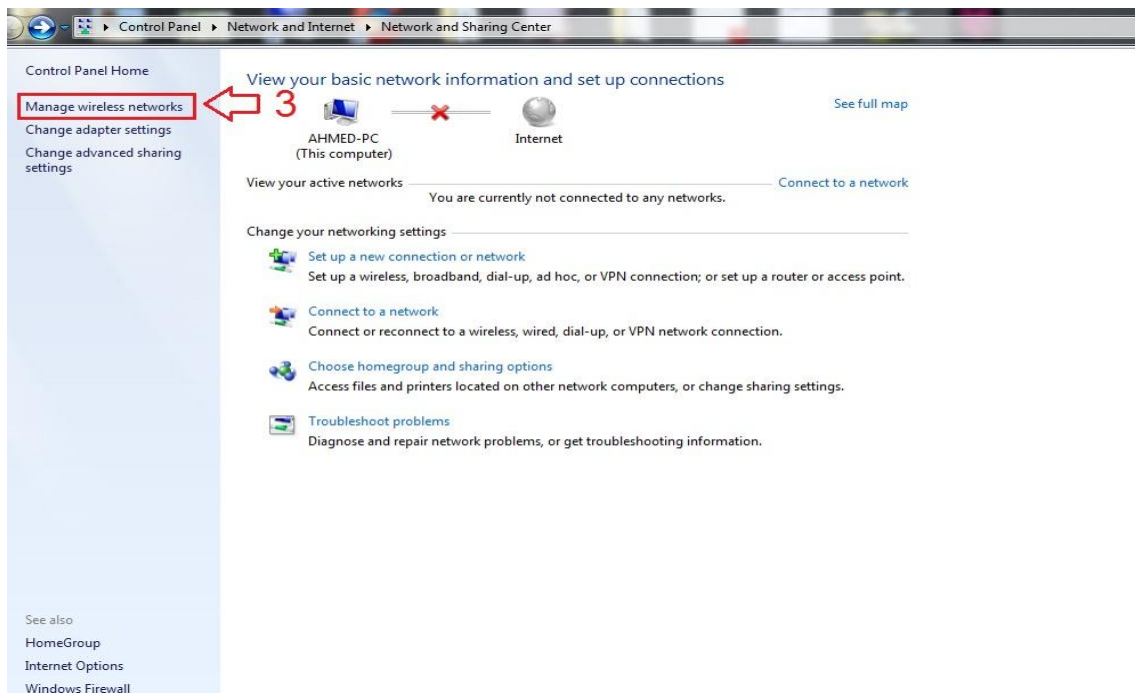 Control Panel ▸ Network and Internet ▸ Network and Sharing Center
Control Panel Home
Manage wireless networks
3
Change adapter settings
Change advanced sharing
settings
View your basic network information and set up connections
See full map
AHMED-PC
(This computer)
Internet
View your active networks
Connect to a network
You are currently not connected to any networks.
Change your networking settings
Set up a new connection or network
Set up a wireless, broadband, dial-up, ad hoc, or VPN connection; or set up a router or access point.
Connect to a network
Connect or reconnect to a wireless, wired, dial-up, or VPN network connection.
Choose homegroup and sharing options
Access files and printers located on other network computers, or change sharing settings.
Troubleshoot problems
Diagnose and repair network problems, or get troubleshooting information.
See also
HomeGroup
Internet Options
Windows Firewall